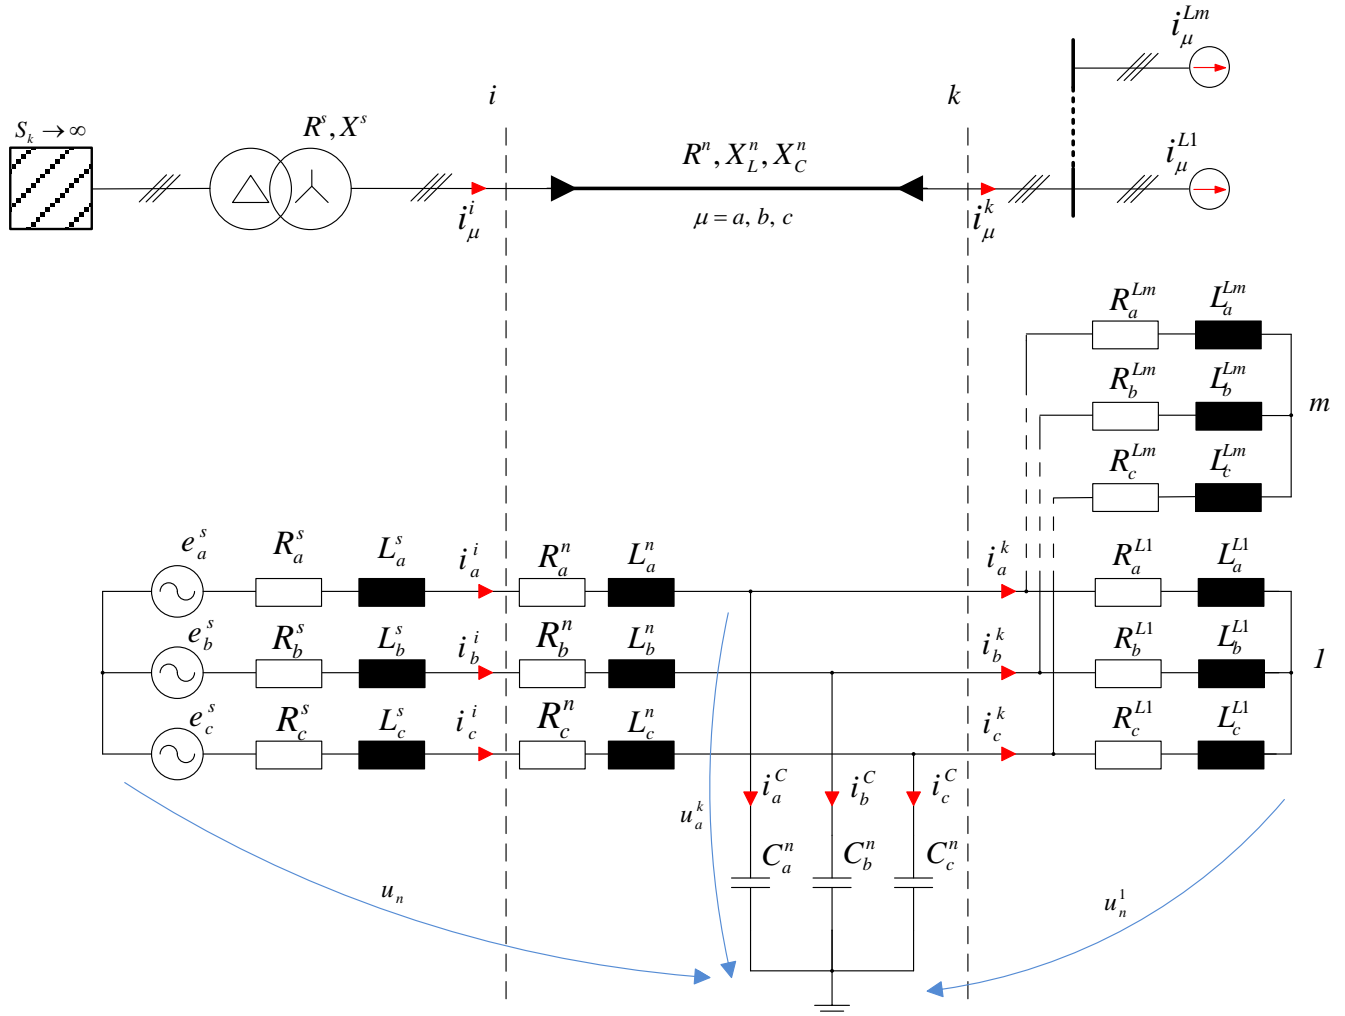 i_μ^{Lm}
i
k
S_k → ∞
R^s, X^s
R^n, X_L^n, X_C^n
i_μ^{L1}
i_μ^i
μ = a, b, c
i_μ^k
R_a^{Lm} L_a^{Lm}
R_b^{Lm} L_b^{Lm}
m
R_c^{Lm} L_c^{Lm}
e_a^s R_a^s L_a^s i_a^i R_a^n L_a^n i_a^k R_a^{L1} L_a^{L1}
e_b^s R_b^s L_b^s i_b^i R_b^n L_b^n i_b^k R_b^{L1} L_b^{L1}
1
e_c^s R_c^s L_c^s i_c^i R_c^n L_c^n i_c^k R_c^{L1} L_c^{L1}
i_a^C i_b^C i_c^C
u_a^k
C_a^n C_b^n C_c^n
u_n
u_n^1